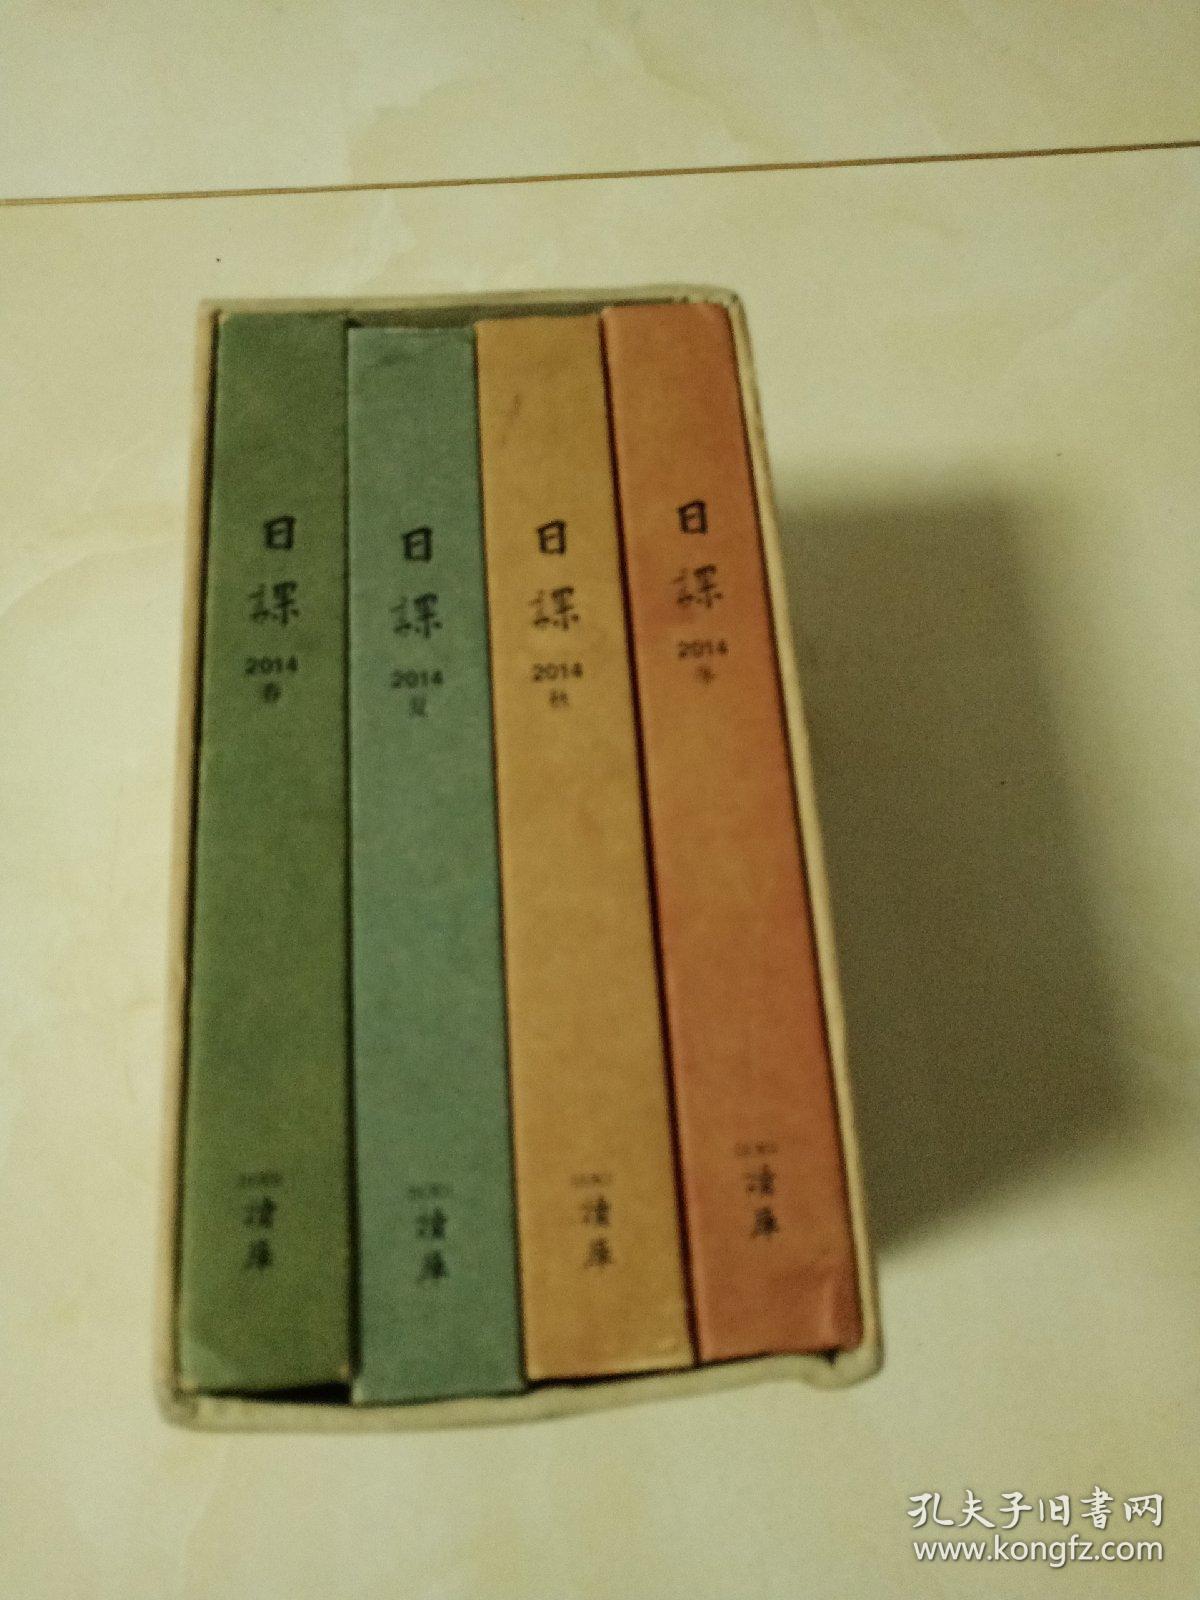 日课
2014
春
读库
日课
2014
夏
读库
日课
2014
秋
读库
日课
2014
冬
读库
孔夫子旧书网
www.kongfz.com